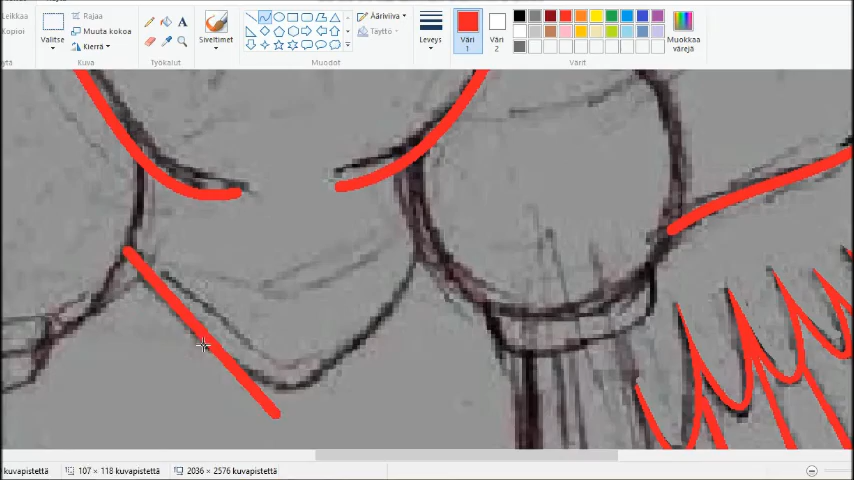 Leikkaa
Kopioi
Valitse
Rajaa
Muuta kokoa
Kierrä
Kuva
Työkalut
Siveltimet
Muodot
Ääriviiva
Täyttö
Leveys
Väri
1
Väri
2
Värit
Muokkaa
värejä
kuvapistettä
107 × 118 kuvapistettä
2036 × 2576 kuvapistettä